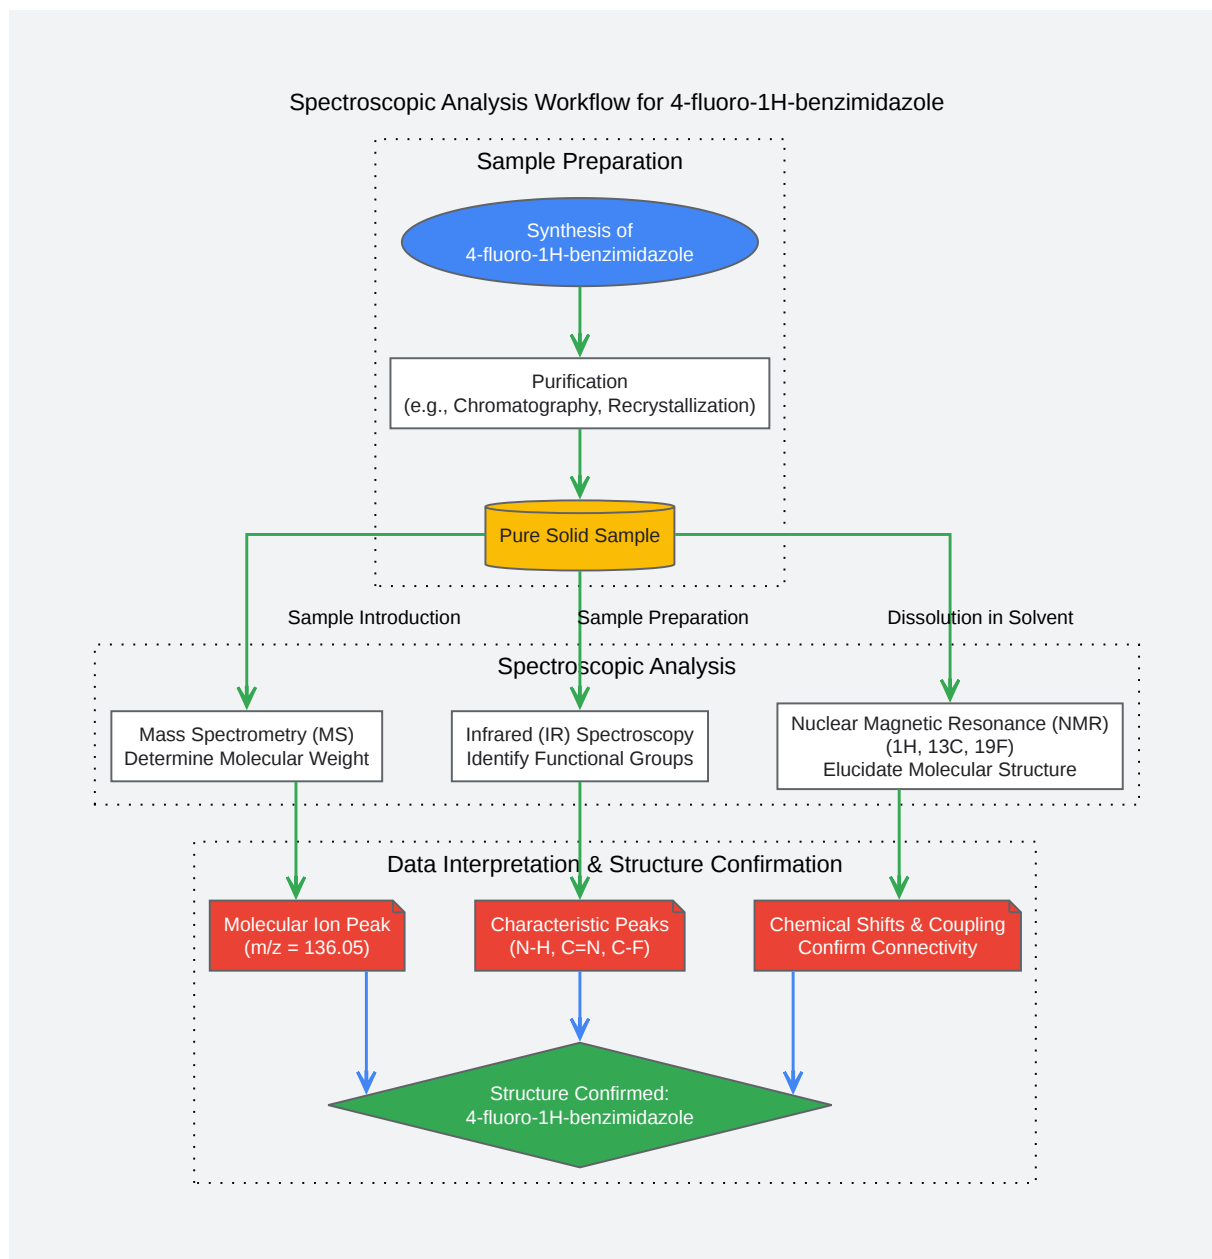 Spectroscopic Analysis Workflow for 4-fluoro-1H-benzimidazole
Sample Preparation
Synthesis of
4-fluoro-1H-benzimidazole
Purification
(e.g., Chromatography, Recrystallization)
Pure Solid Sample
Sample Introduction
Sample Preparation
Dissolution in Solvent
Spectroscopic Analysis
Mass Spectrometry (MS)
Determine Molecular Weight
Infrared (IR) Spectroscopy
Identify Functional Groups
Nuclear Magnetic Resonance (NMR)
(1H, 13C, 19F)
Elucidate Molecular Structure
Data Interpretation & Structure Confirmation
Molecular Ion Peak
(m/z = 136.05)
Characteristic Peaks
(N-H, C=N, C-F)
Chemical Shifts & Coupling
Confirm Connectivity
Structure Confirmed:
4-fluoro-1H-benzimidazole